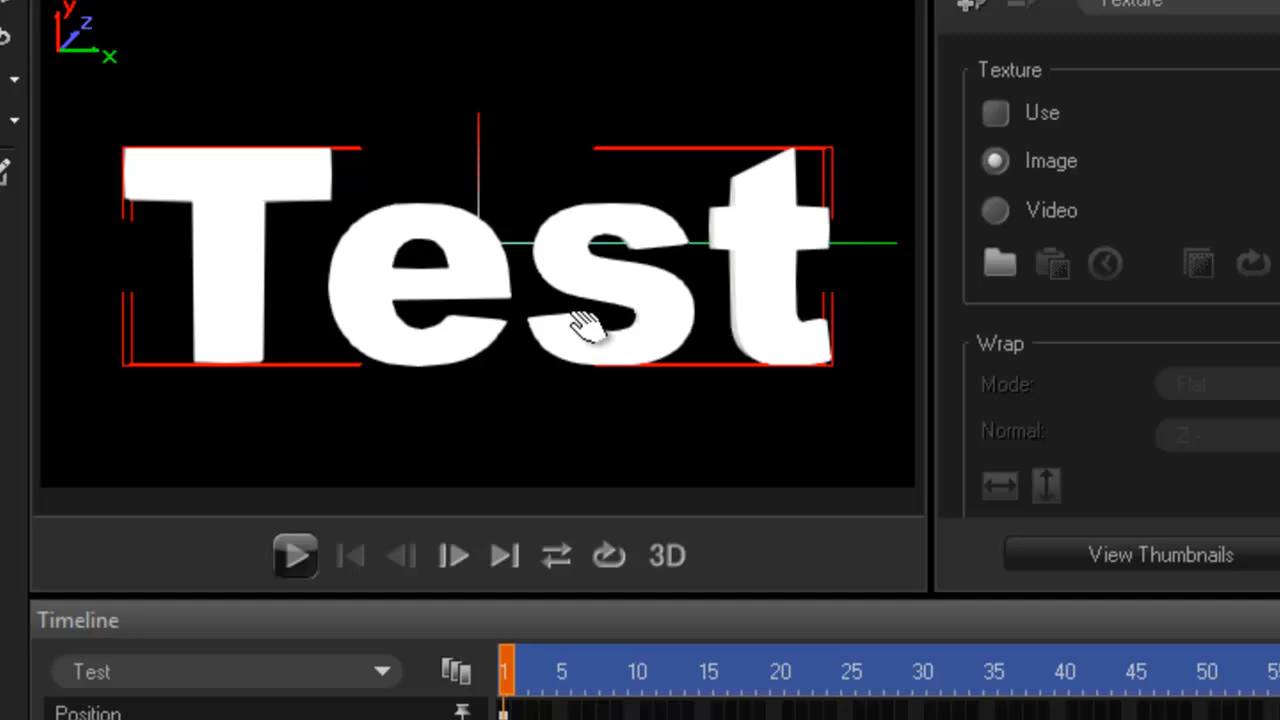 y
z
x
Test
Texture
Texture
Use
Image
Video
Wrap
Mode:
Flat
Normal:
Z-
View Thumbnails
3D
Timeline
Test
1 5 10 15 20 25 30 35 40 45 50
Position